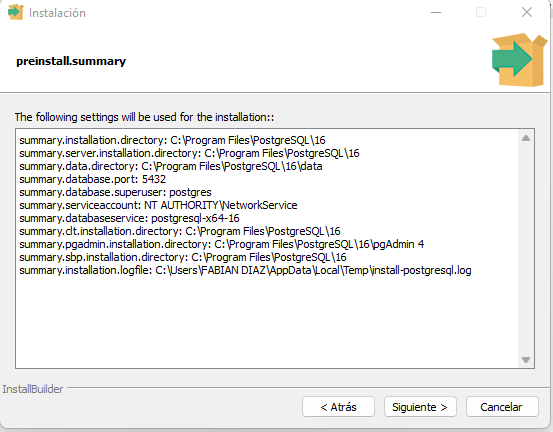 Instalación
preinstall.summary
The following settings will be used for the installation::
summary.installation.directory: C:\Program Files\PostgreSQL\16
summary.server.installation.directory: C:\Program Files\PostgreSQL\16
summary.data.directory: C:\Program Files\PostgreSQL\16\data
summary.database.port: 5432
summary.database.superuser: postgres
summary.serviceaccount: NT AUTHORITY\NetworkService
summary.databaseservice: postgresql-x64-16
summary.clt.installation.directory: C:\Program Files\PostgreSQL\16
summary.pgadmin.installation.directory: C:\Program Files\PostgreSQL\16\pgAdmin 4
summary.sbp.installation.directory: C:\Program Files\PostgreSQL\16
summary.installation.logfile: C:\Users\FABIAN DIAZ\AppData\Local\Temp\install-postgresql.log
InstallBuilder
< Atrás Siguiente > Cancelar